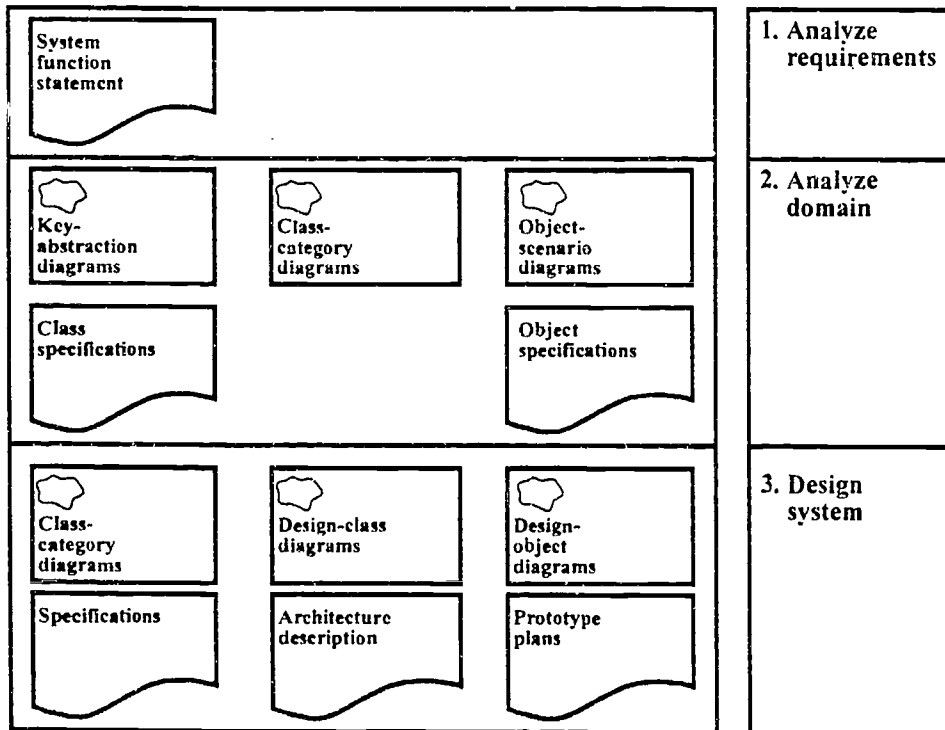 System
function
statement
1. Analyze
requirements
Key-
abstraction
diagrams
Class-
category
diagrams
Object-
scenario
diagrams
2. Analyze
domain
Class
specifications
Object
specifications
Class-
category
diagrams
Design-class
diagrams
Design-
object
diagrams
3. Design
system
Specifications
Architecture
description
Prototype
plans